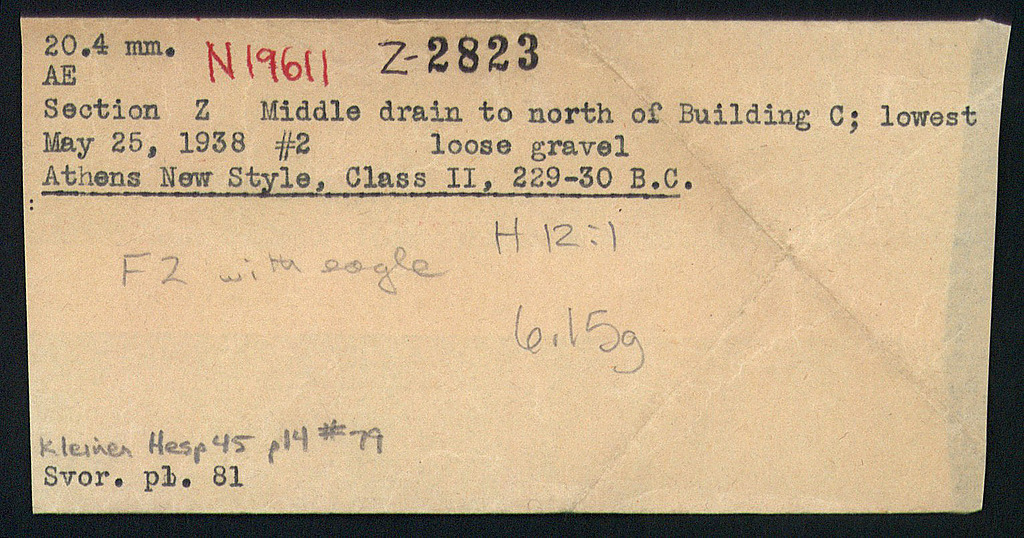 20.4 mm. N19611 Z-2823
AE
Section Z Middle drain to north of Building C; lowest
May 25, 1938 #2 loose gravel
Athens New Style, Class II, 229-30 B.C.
:
H 12:1
F2 with eagle
6.15g
Kleiner Hesp 45 p14 #79
Svor. pl. 81